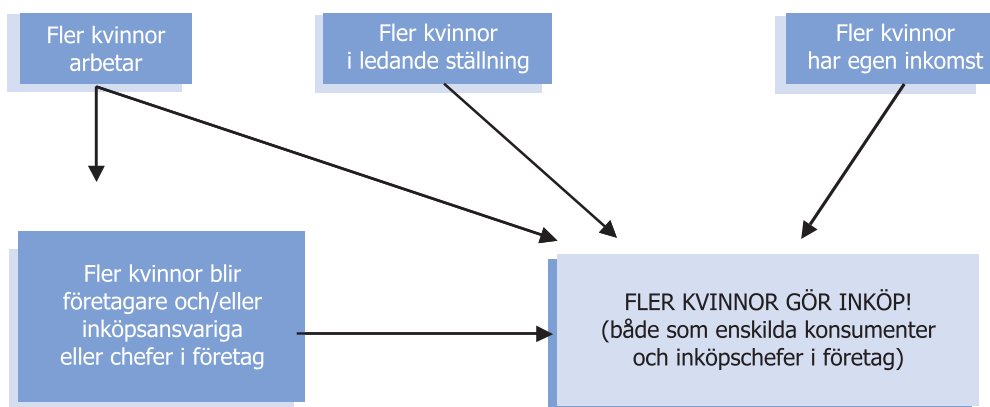 Fler kvinnor
arbetar
Fler kvinnor
i ledande ställning
Fler kvinnor
har egen inkomst
Fler kvinnor blir
företagare och/eller
inköpsansvariga
eller chefer i företag
FLER KVINNOR GÖR INKÖP!
(både som enskilda konsumenter
och inköpschefer i företag)